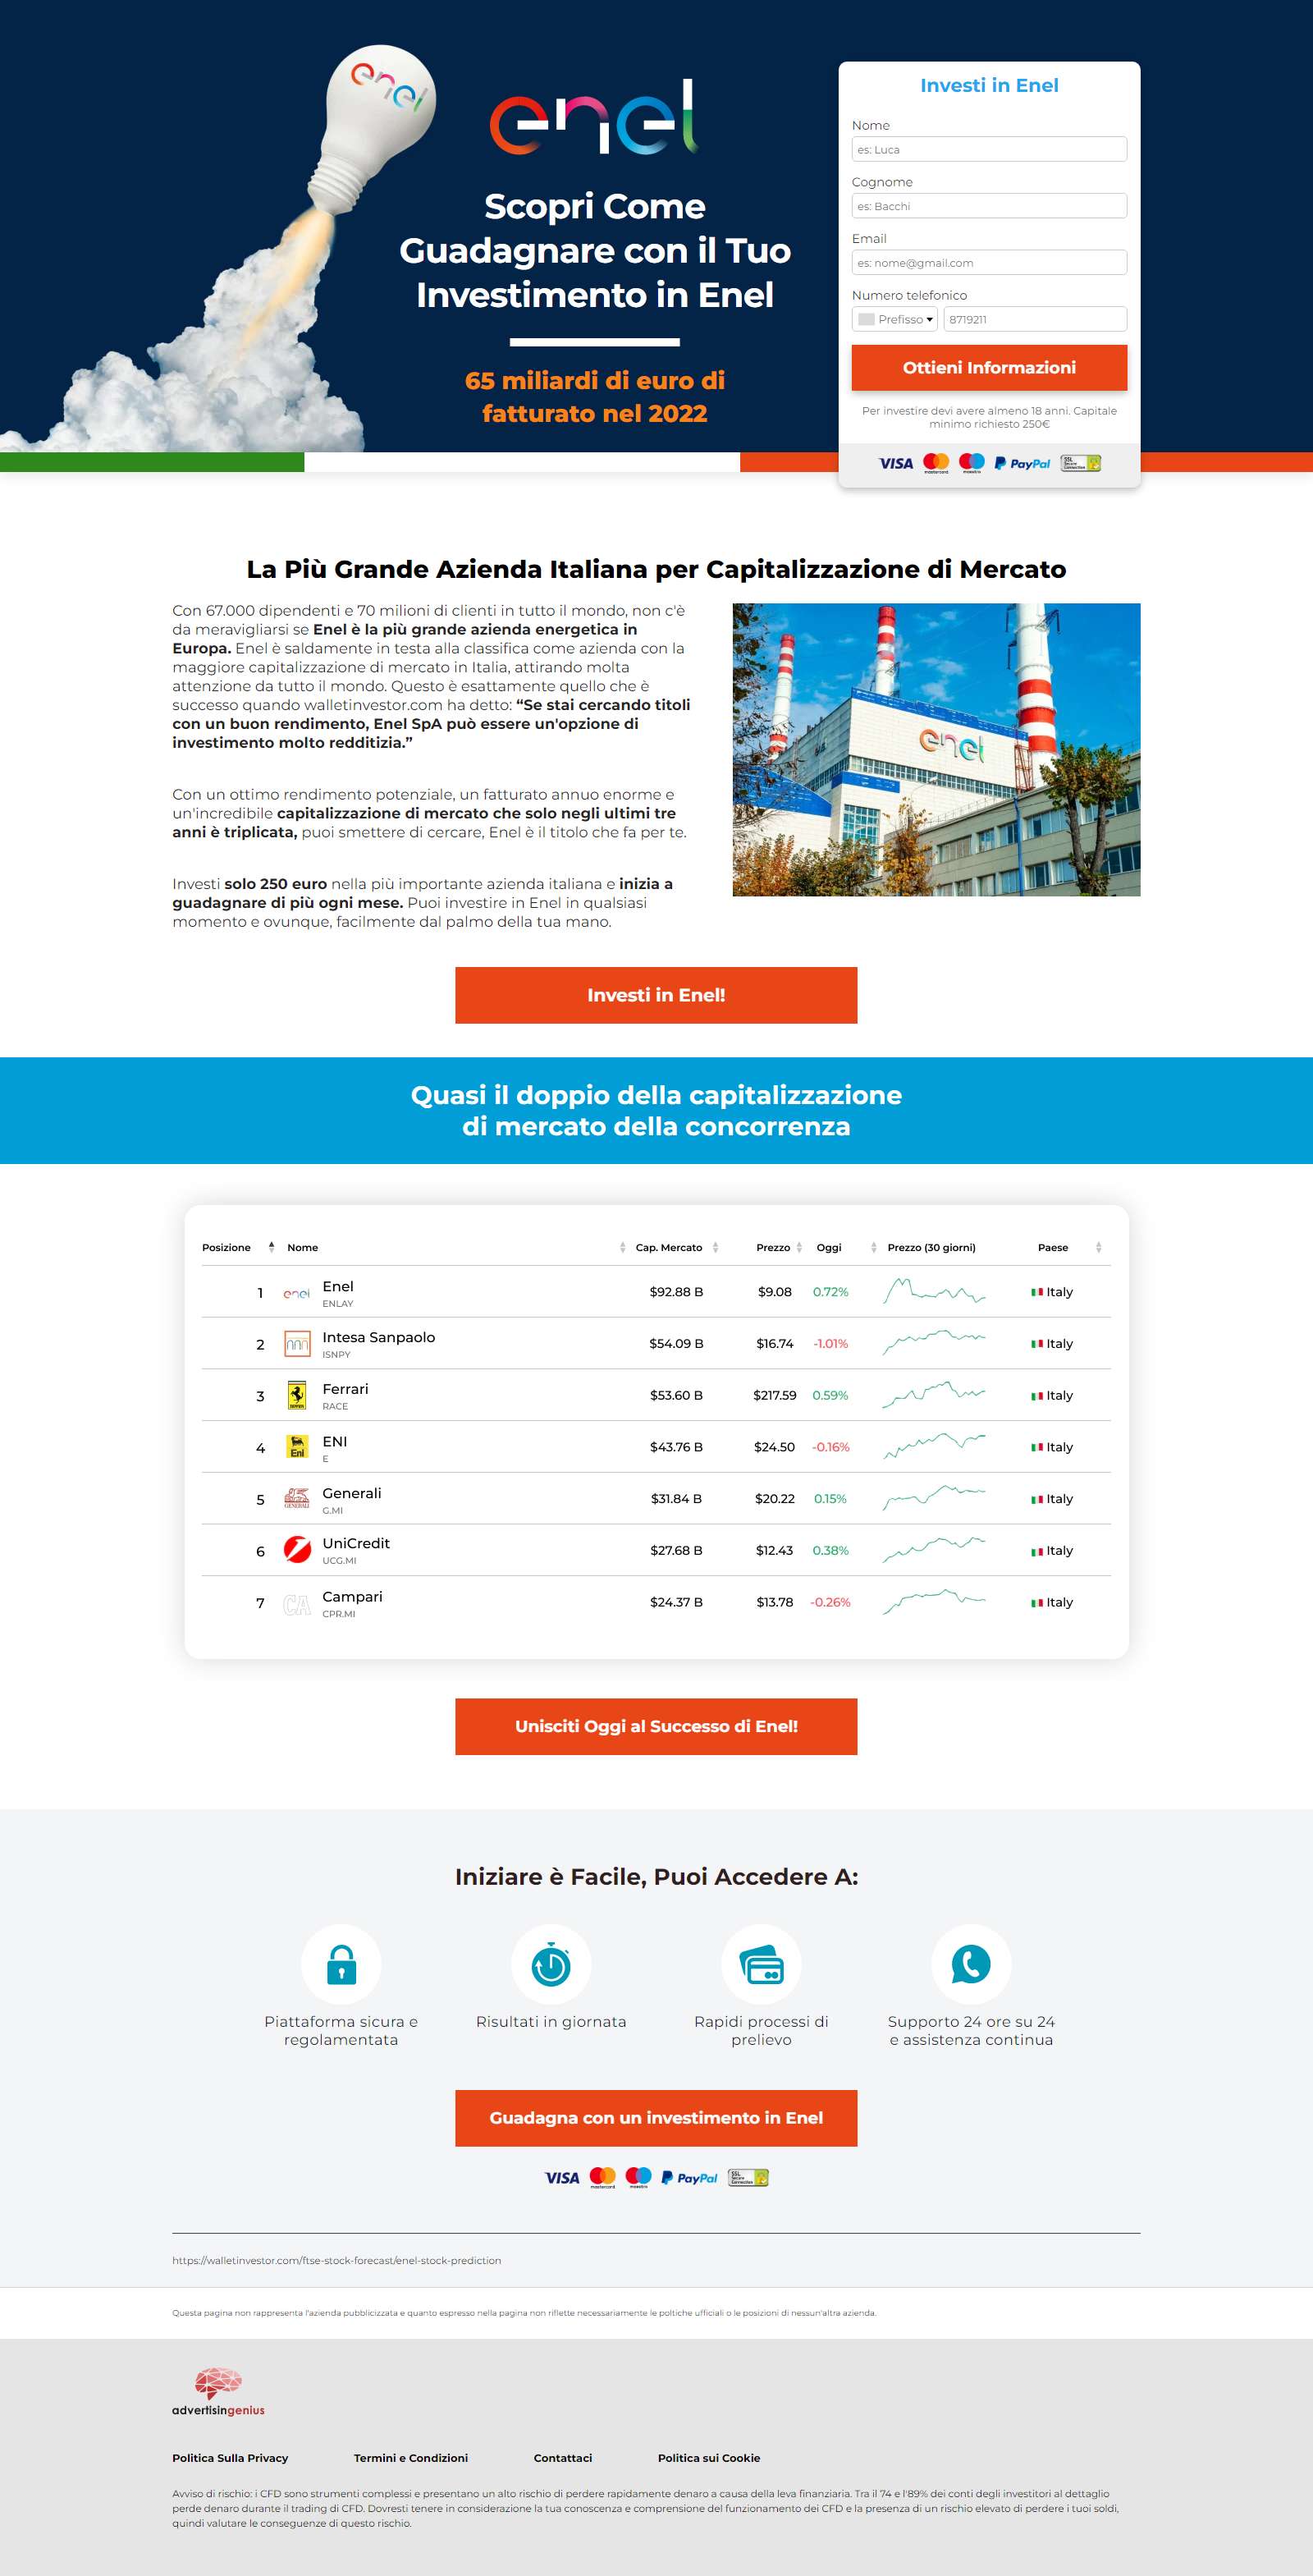 enel
enel
Scopri Come
Guadagnare con il Tuo
Investimento in Enel
65 miliardi di euro di
fatturato nel 2022
Investi in Enel
Nome
es: Luca
Cognome
es: Bacchi
Email
es: nome@gmail.com
Numero telefonico
Prefisso 8719211
Ottieni Informazioni
Per investire devi avere almeno 18 anni. Capitale
minimo richiesto 250€
VISA mastercard maestro PayPal SSL Secure Connection
La Più Grande Azienda Italiana per Capitalizzazione di Mercato
Con 67.000 dipendenti e 70 milioni di clienti in tutto il mondo, non c'è
da meravigliarsi se Enel è la più grande azienda energetica in
Europa. Enel è saldamente in testa alla classifica come azienda con la
maggiore capitalizzazione di mercato in Italia, attirando molta
attenzione da tutto il mondo. Questo è esattamente quello che è
successo quando walletinvestor.com ha detto: “Se stai cercando titoli
con un buon rendimento, Enel SpA può essere un'opzione di
investimento molto redditizia.”
Con un ottimo rendimento potenziale, un fatturato annuo enorme e
un'incredibile capitalizzazione di mercato che solo negli ultimi tre
anni è triplicata, puoi smettere di cercare, Enel è il titolo che fa per te.
Investi solo 250 euro nella più importante azienda italiana e inizia a
guadagnare di più ogni mese. Puoi investire in Enel in qualsiasi
momento e ovunque, facilmente dal palmo della tua mano.
enel
Investi in Enel!
Quasi il doppio della capitalizzazione
di mercato della concorrenza
Posizione Nome Cap. Mercato Prezzo Oggi Prezzo (30 giorni) Paese
1 enel Enel $92.88 B $9.08 0.72% Italy
ENLAY
2 Intesa Sanpaolo $54.09 B $16.74 -1.01% Italy
ISNPY
3 Ferrari $53.60 B $217.59 0.59% Italy
RACE
4 Eni ENI $43.76 B $24.50 -0.16% Italy
E
5 GENERALI Generali $31.84 B $20.22 0.15% Italy
G.MI
6 UniCredit $27.68 B $12.43 0.38% Italy
UCG.MI
7 CA Campari $24.37 B $13.78 -0.26% Italy
CPR.MI
Unisciti Oggi al Successo di Enel!
Iniziare è Facile, Puoi Accedere A:
Piattaforma sicura e
regolamentata
Risultati in giornata
Rapidi processi di
prelievo
Supporto 24 ore su 24
e assistenza continua
Guadagna con un investimento in Enel
VISA mastercard maestro PayPal SSL Secure Connection
https://walletinvestor.com/ftse-stock-forecast/enel-stock-prediction
Questa pagina non rappresenta l'azienda pubblicizzata e quanto espresso nella pagina non riflette necessariamente le poltiche ufficiali o le posizioni di nessun'altra azienda.
advertisingenius
Politica Sulla Privacy Termini e Condizioni Contattaci Politica sui Cookie
Avviso di rischio: i CFD sono strumenti complessi e presentano un alto rischio di perdere rapidamente denaro a causa della leva finanziaria. Tra il 74 e l'89% dei conti degli investitori al dettaglio
perde denaro durante il trading di CFD. Dovresti tenere in considerazione la tua conoscenza e comprensione del funzionamento dei CFD e la presenza di un rischio elevato di perdere i tuoi soldi,
quindi valutare le conseguenze di questo rischio.